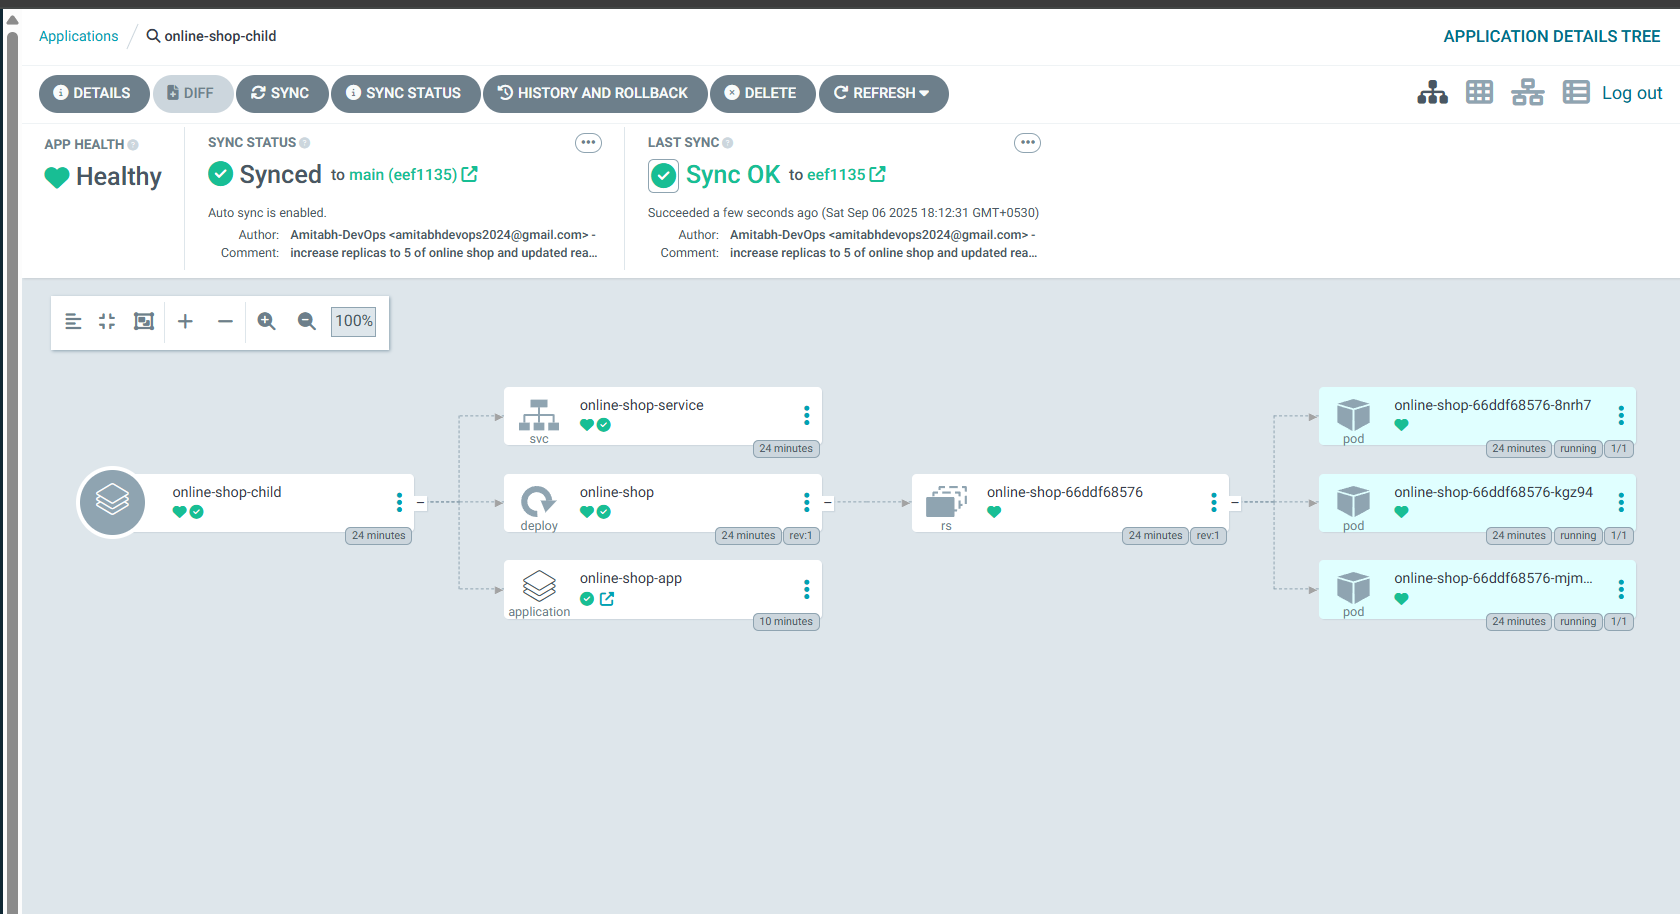 Applications / online-shop-child
APPLICATION DETAILS TREE
DETAILS DIFF SYNC SYNC STATUS HISTORY AND ROLLBACK DELETE REFRESH
Log out
APP HEALTH
Healthy
SYNC STATUS
Synced to main (eef1135)
Auto sync is enabled.
Author: Amitabh-DevOps <amitabhdevops2024@gmail.com> -
Comment: increase replicas to 5 of online shop and updated rea...
LAST SYNC
Sync OK to eef1135
Succeeded a few seconds ago (Sat Sep 06 2025 18:12:31 GMT+0530)
Author: Amitabh-DevOps <amitabhdevops2024@gmail.com> -
Comment: increase replicas to 5 of online shop and updated rea...
100%
online-shop-child
24 minutes
online-shop-service
svc
24 minutes
online-shop
deploy
24 minutes rev:1
online-shop-app
application
10 minutes
online-shop-66ddf68576
rs
24 minutes rev:1
online-shop-66ddf68576-8nrh7
pod
24 minutes running 1/1
online-shop-66ddf68576-kgz94
pod
24 minutes running 1/1
online-shop-66ddf68576-mjm...
pod
24 minutes running 1/1